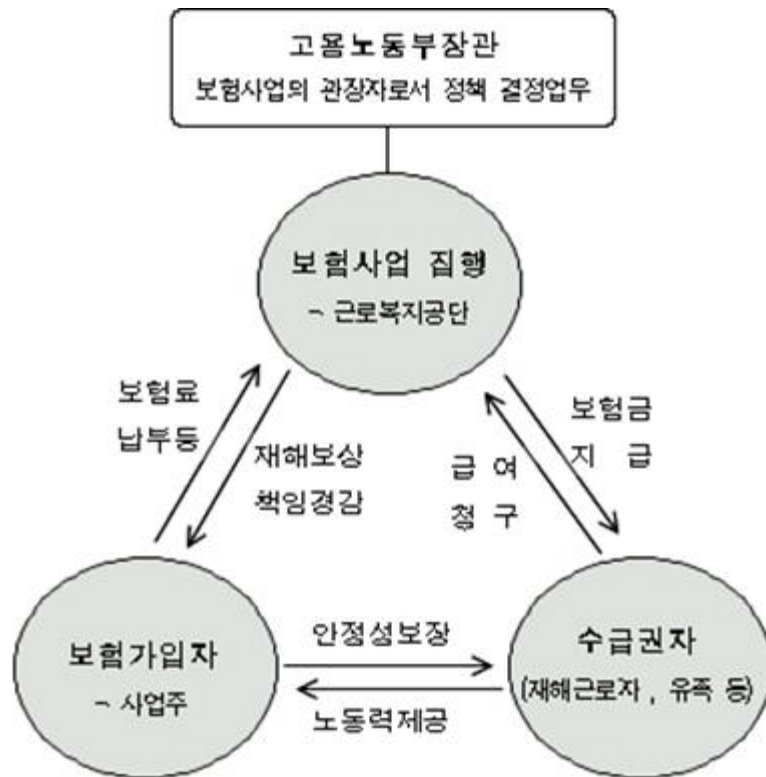 고용노동부장관
보험사업의 관장자로서 정책 결정업무
보험사업 집행
¬ 근로복지공단
보험료
납부등
재해보상
책임경감
급 여
청 구
보험금
지 급
보험가입자
¬ 사업주
안정성보장
노동력제공
수급권자
(재해근로자 , 유족 등)